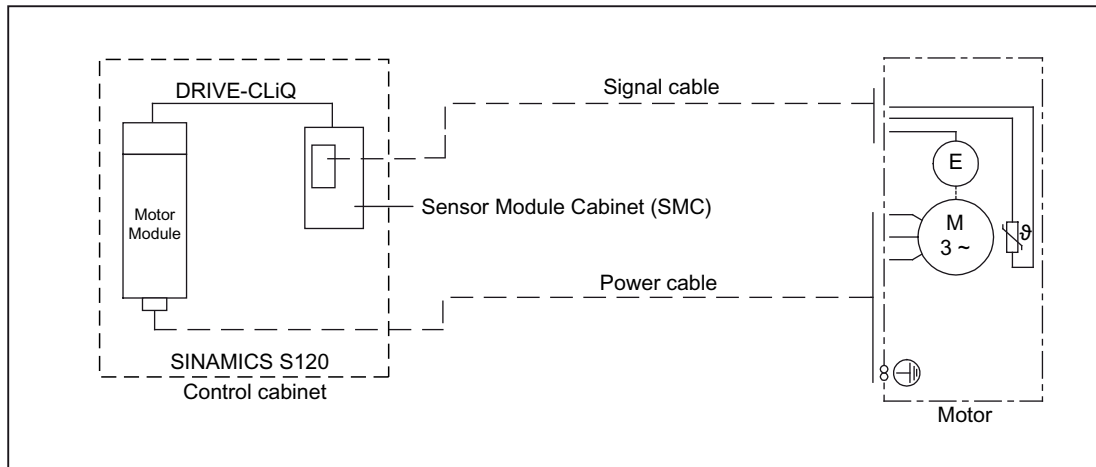 DRIVE-CLiQ
Signal cable
Motor
Module
E
Sensor Module Cabinet (SMC)
M
3 ~
ϑ
Power cable
SINAMICS S120
Control cabinet
Motor